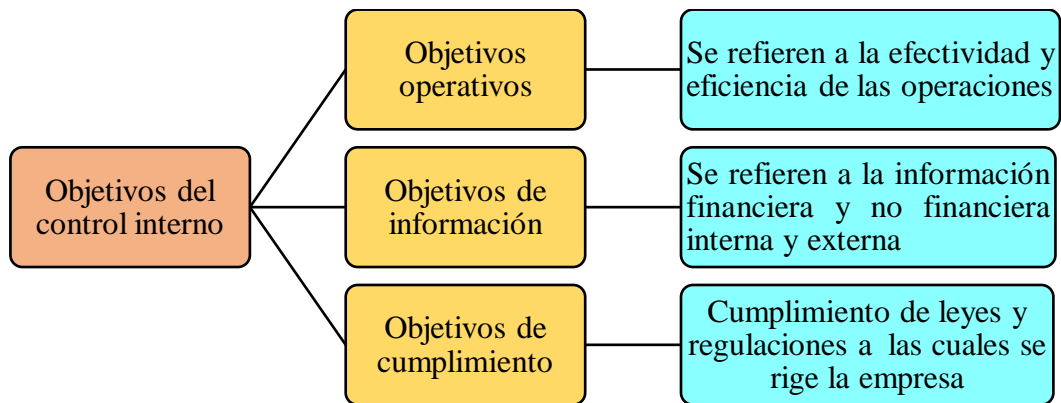 Objetivos del
control interno
Objetivos
operativos
Se refieren a la efectividad y
eficiencia de las operaciones
Objetivos de
información
Se refieren a la información
financiera y no financiera
interna y externa
Objetivos de
cumplimiento
Cumplimiento de leyes y
regulaciones a las cuales se
rige la empresa